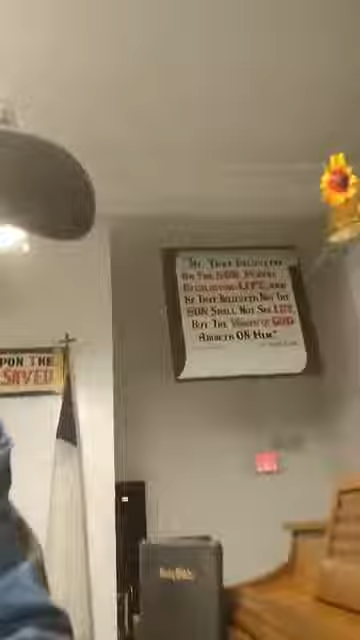 "He That Believeth
On The SON Hath
Everlasting LIFE, and
He That Believeth Not The
SON Shall Not See LIFE,
But The Wrath of GOD
Abideth ON Him."
PON THE
SAVED
Holy Bible